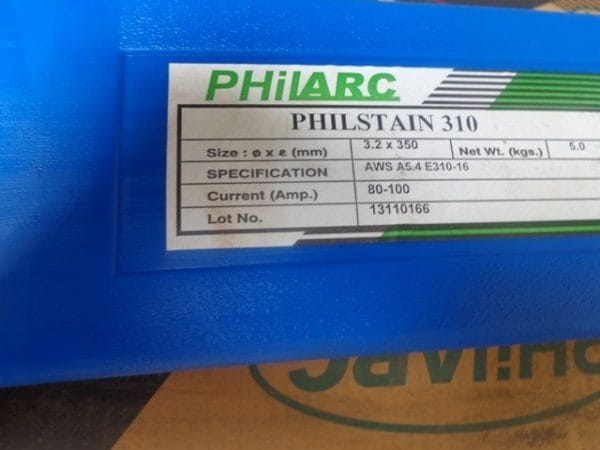 PHilARC
PHILSTAIN 310
Size : ø x ℓ (mm) 3.2 x 350 Net Wt. (kgs.) 5.0
SPECIFICATION AWS A5.4 E310-16
Current (Amp.) 80-100
Lot No. 13110166
PHilARC